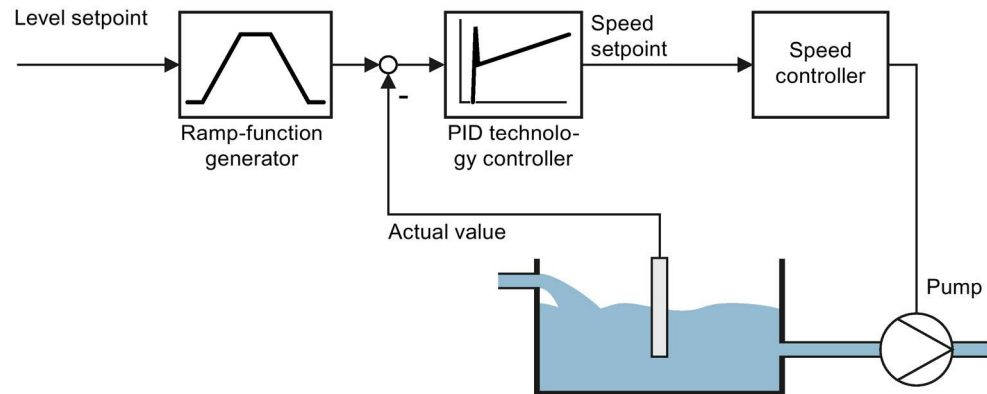 Level setpoint
Ramp-function
generator
-
PID technolo-
gy controller
Speed
setpoint
Speed
controller
Actual value
Pump